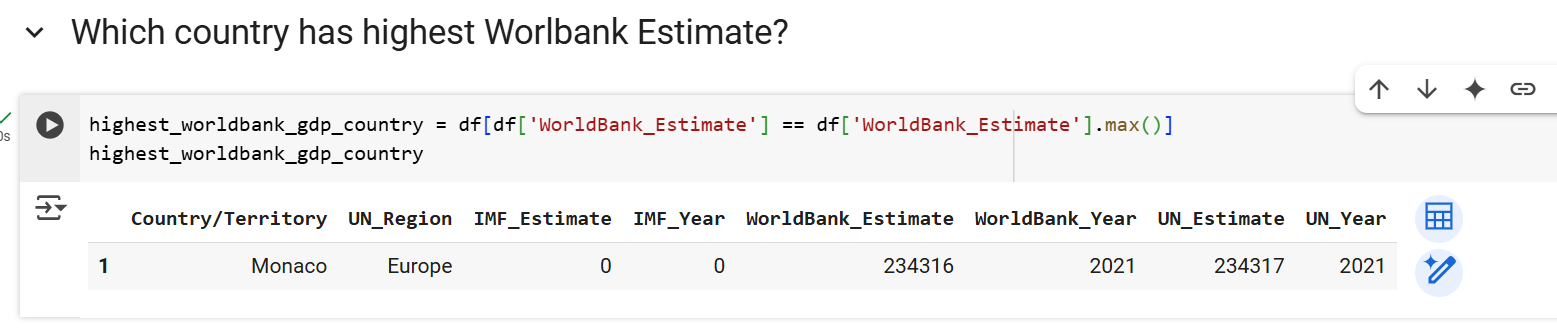 Which country has highest Worlbank Estimate?
0s
highest_worldbank_gdp_country = df[df['WorldBank_Estimate'] == df['WorldBank_Estimate'].max()]
highest_worldbank_gdp_country
Country/Territory UN_Region IMF_Estimate IMF_Year WorldBank_Estimate WorldBank_Year UN_Estimate UN_Year
1 Monaco Europe 0 0 234316 2021 234317 2021